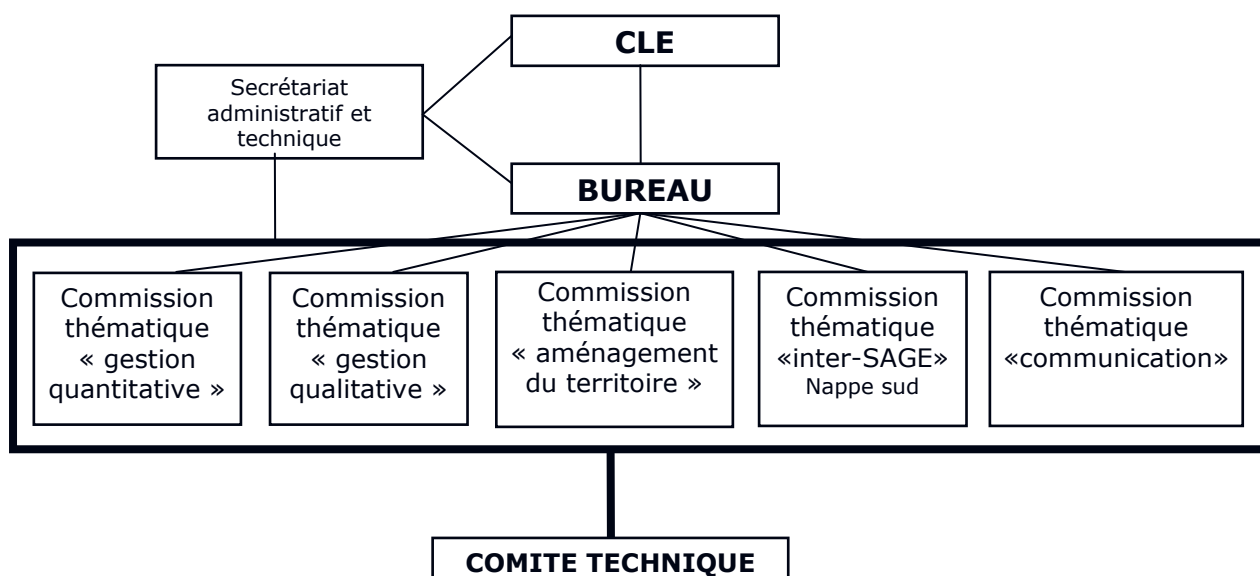 CLE
Secrétariat
administratif et
technique
BUREAU
Commission
thématique
« gestion
quantitative »
Commission
thématique
« gestion
qualitative »
Commission
thématique
« aménagement
du territoire »
Commission
thématique
«inter-SAGE»
Nappe sud
Commission
thématique
«communication»
COMITE TECHNIQUE